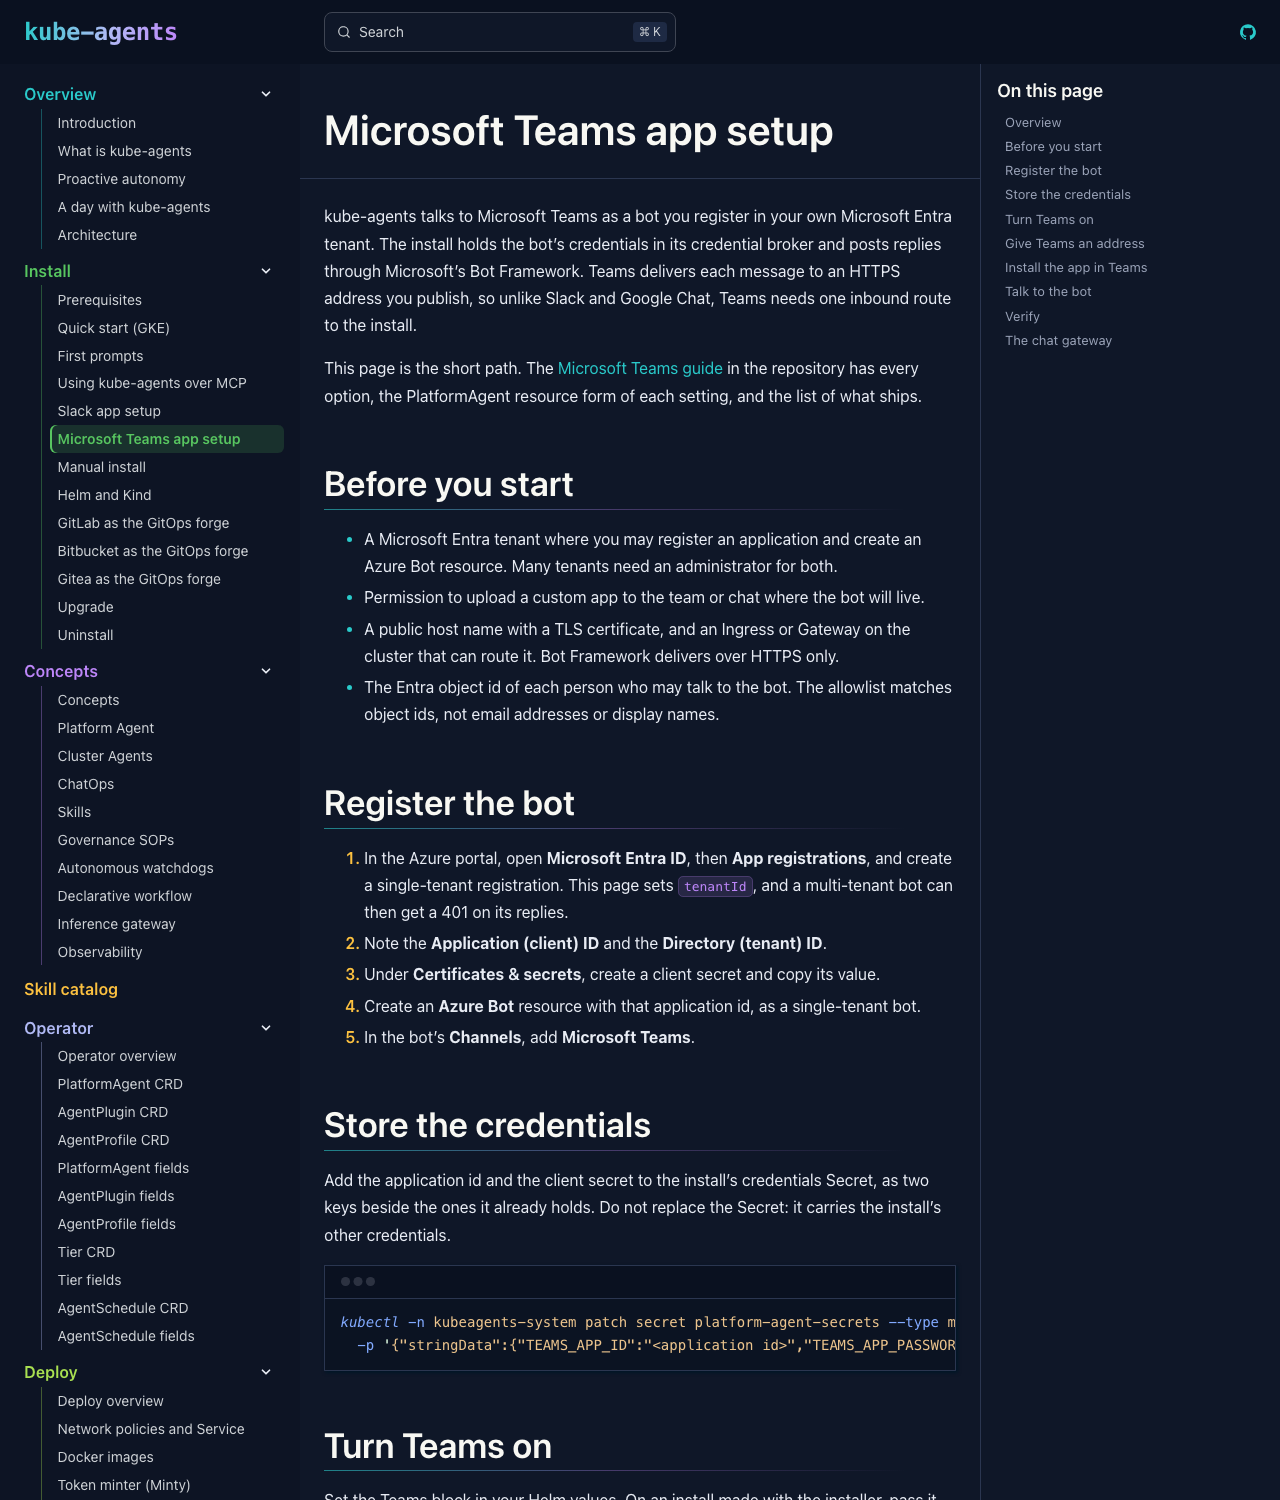 kube-agents
Search
⌘ K
Overview
Introduction
What is kube-agents
Proactive autonomy
A day with kube-agents
Architecture
Install
Prerequisites
Quick start (GKE)
First prompts
Using kube-agents over MCP
Slack app setup
Microsoft Teams app setup
Manual install
Helm and Kind
GitLab as the GitOps forge
Bitbucket as the GitOps forge
Gitea as the GitOps forge
Upgrade
Uninstall
Concepts
Concepts
Platform Agent
Cluster Agents
ChatOps
Skills
Governance SOPs
Autonomous watchdogs
Declarative workflow
Inference gateway
Observability
Skill catalog
Operator
Operator overview
PlatformAgent CRD
AgentPlugin CRD
AgentProfile CRD
PlatformAgent fields
AgentPlugin fields
AgentProfile fields
Tier CRD
Tier fields
AgentSchedule CRD
AgentSchedule fields
Deploy
Deploy overview
Network policies and Service
Docker images
Token minter (Minty)
Microsoft Teams app setup
kube-agents talks to Microsoft Teams as a bot you register in your own Microsoft Entra
tenant. The install holds the bot’s credentials in its credential broker and posts replies
through Microsoft’s Bot Framework. Teams delivers each message to an HTTPS
address you publish, so unlike Slack and Google Chat, Teams needs one inbound route
to the install.
This page is the short path. The Microsoft Teams guide in the repository has every
option, the PlatformAgent resource form of each setting, and the list of what ships.
Before you start
• A Microsoft Entra tenant where you may register an application and create an
Azure Bot resource. Many tenants need an administrator for both.
• Permission to upload a custom app to the team or chat where the bot will live.
• A public host name with a TLS certificate, and an Ingress or Gateway on the
cluster that can route it. Bot Framework delivers over HTTPS only.
• The Entra object id of each person who may talk to the bot. The allowlist matches
object ids, not email addresses or display names.
Register the bot
1. In the Azure portal, open Microsoft Entra ID, then App registrations, and create
a single-tenant registration. This page sets tenantId, and a multi-tenant bot can
then get a 401 on its replies.
2. Note the Application (client) ID and the Directory (tenant) ID.
3. Under Certificates & secrets, create a client secret and copy its value.
4. Create an Azure Bot resource with that application id, as a single-tenant bot.
5. In the bot’s Channels, add Microsoft Teams.
Store the credentials
Add the application id and the client secret to the install’s credentials Secret, as two
keys beside the ones it already holds. Do not replace the Secret: it carries the install’s
other credentials.
kubectl -n kubeagents-system patch secret platform-agent-secrets --type m
-p '{"stringData":{"TEAMS_APP_ID":"<application id>","TEAMS_APP_PASSWOR
Turn Teams on
Set the Teams block in your Helm values. On an install made with the installer, pass it
On this page
Overview
Before you start
Register the bot
Store the credentials
Turn Teams on
Give Teams an address
Install the app in Teams
Talk to the bot
Verify
The chat gateway